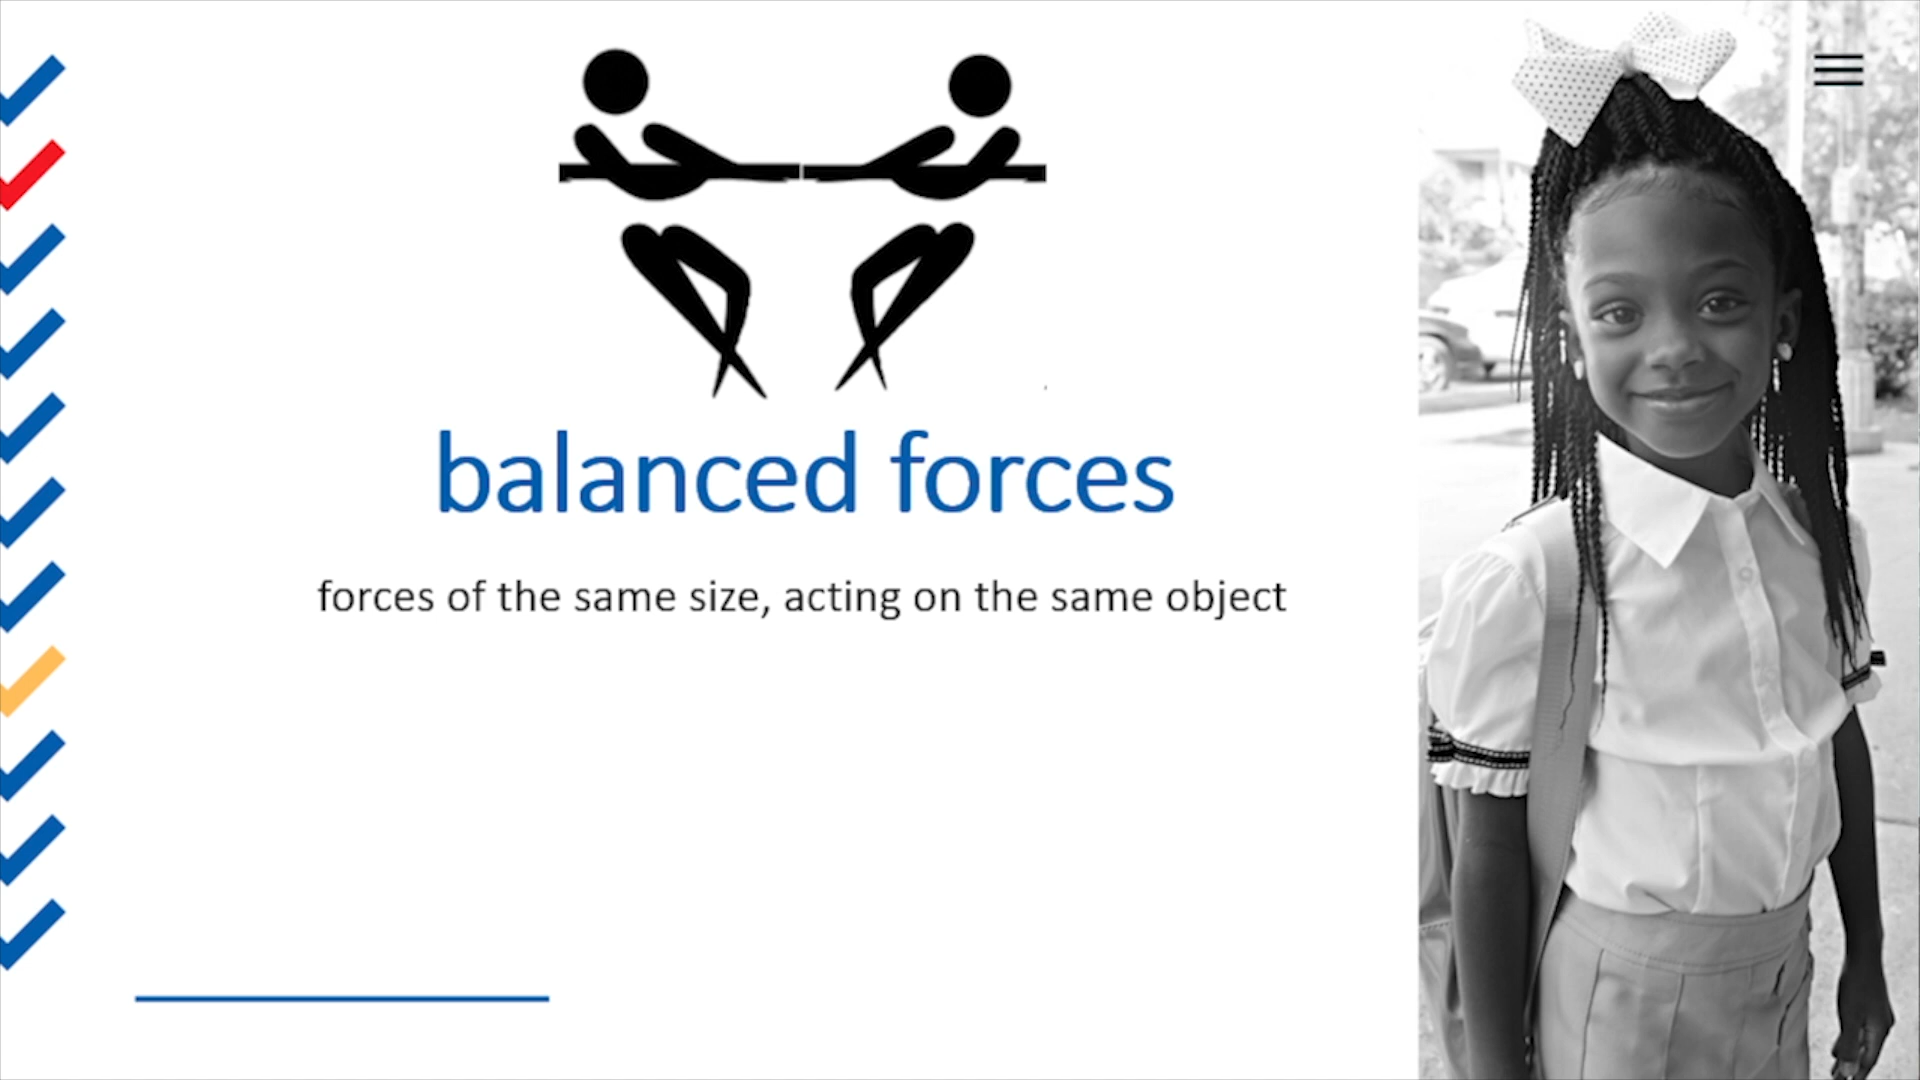 balanced forces
forces of the same size, acting on the same object